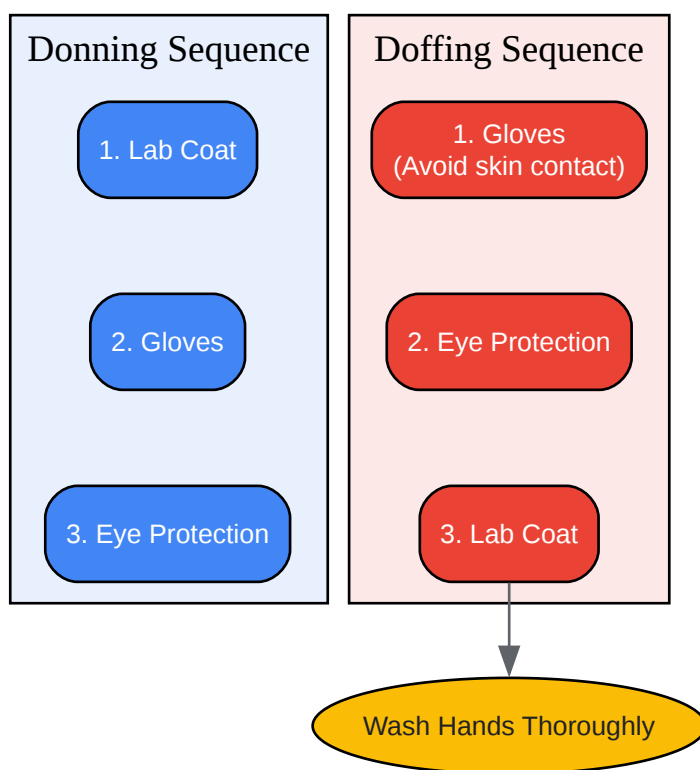 Donning Sequence
1. Lab Coat
2. Gloves
3. Eye Protection
Doffing Sequence
1. Gloves
(Avoid skin contact)
2. Eye Protection
3. Lab Coat
Wash Hands Thoroughly